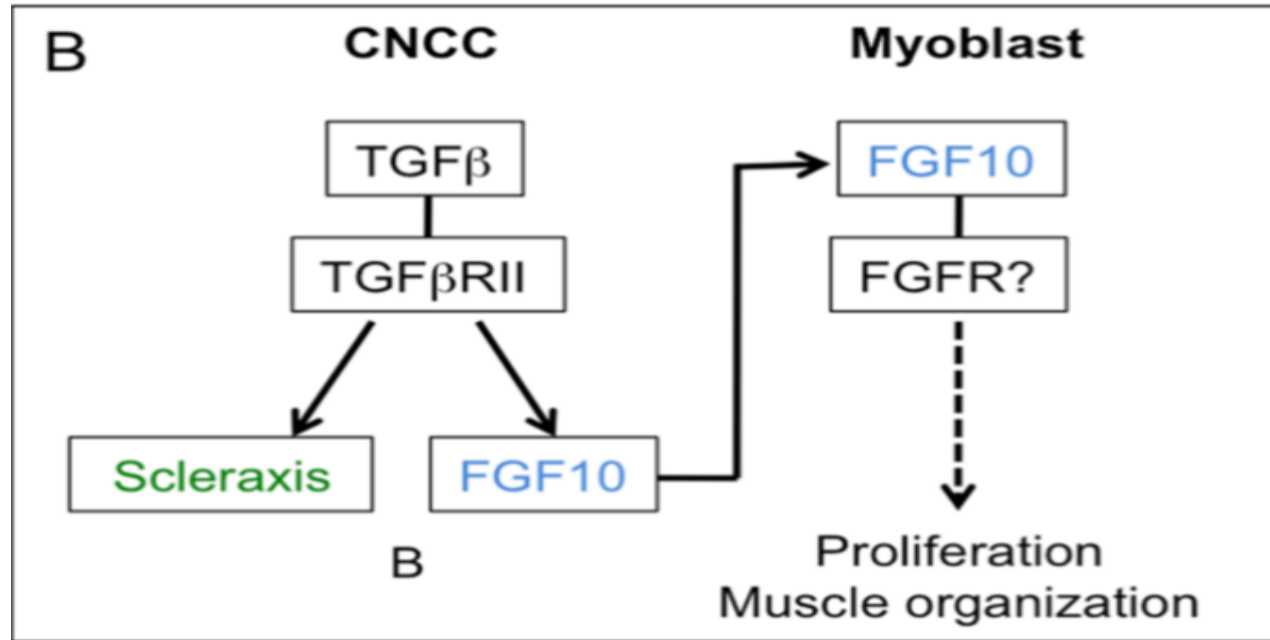 B
CNCC
Myoblast
TGFβ
TGFβRII
Scleraxis
FGF10
B
FGF10
FGFR?
Proliferation
Muscle organization